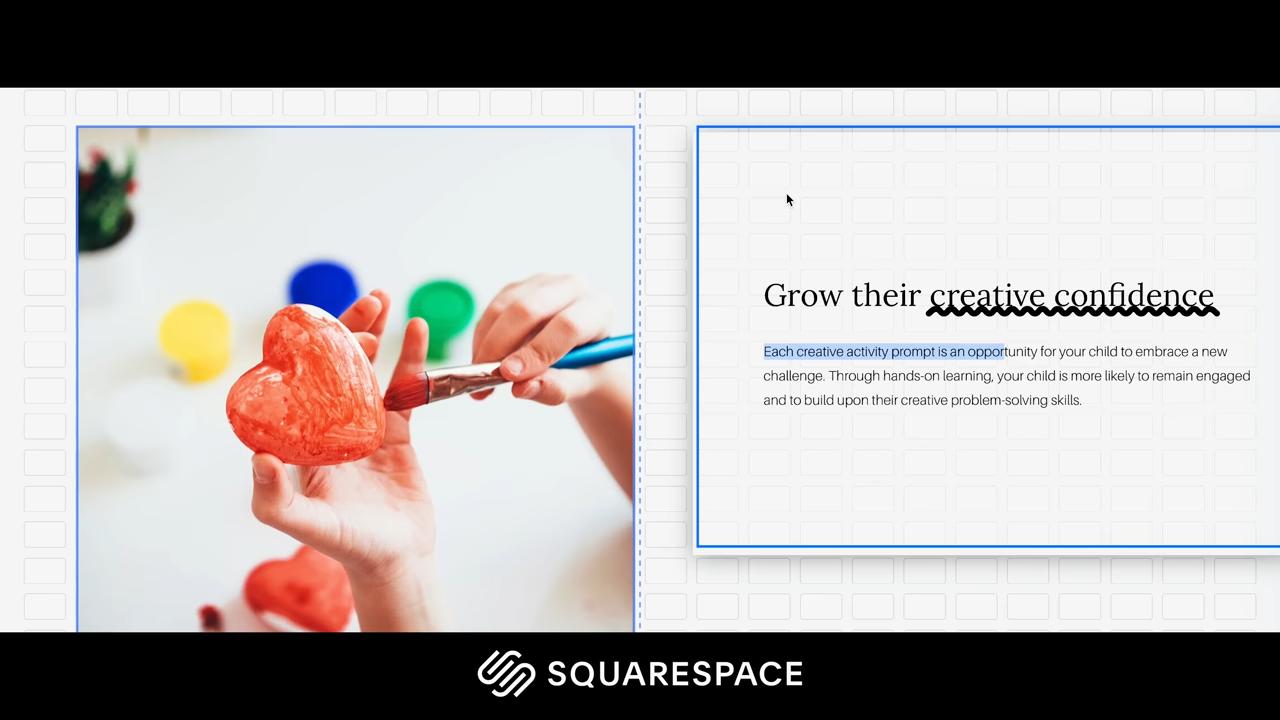 Grow their creative confidence
Each creative activity prompt is an opportunity for your child to embrace a new
challenge. Through hands-on learning, your child is more likely to remain engaged
and to build upon their creative problem-solving skills.
SQUARESPACE